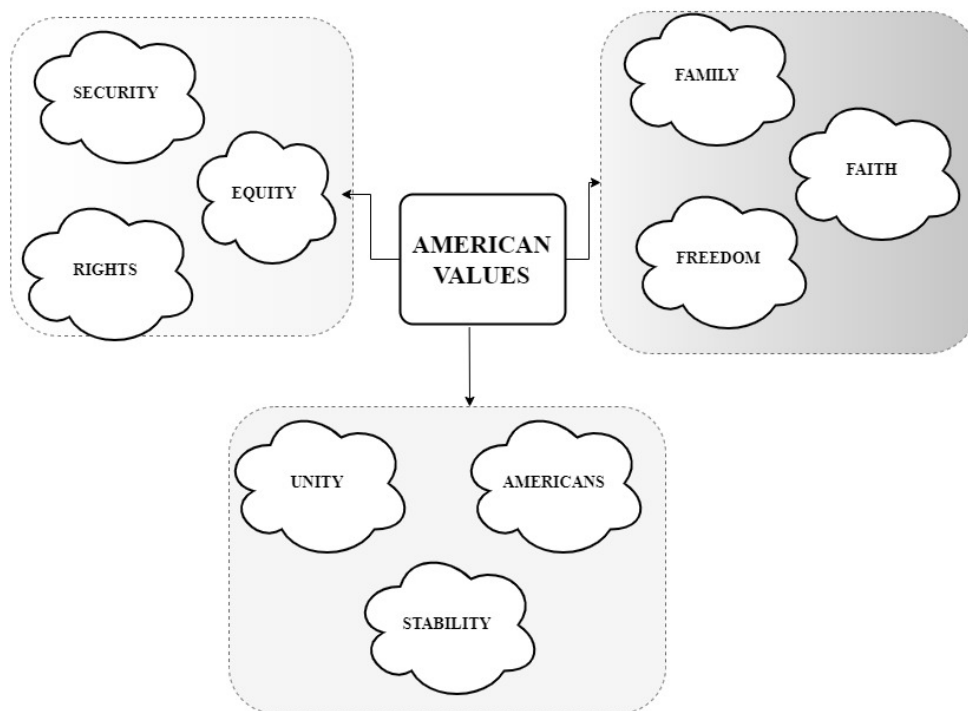 SECURITY
EQUITY
RIGHTS
AMERICAN
VALUES
FAMILY
FAITH
FREEDOM
UNITY
AMERICANS
STABILITY